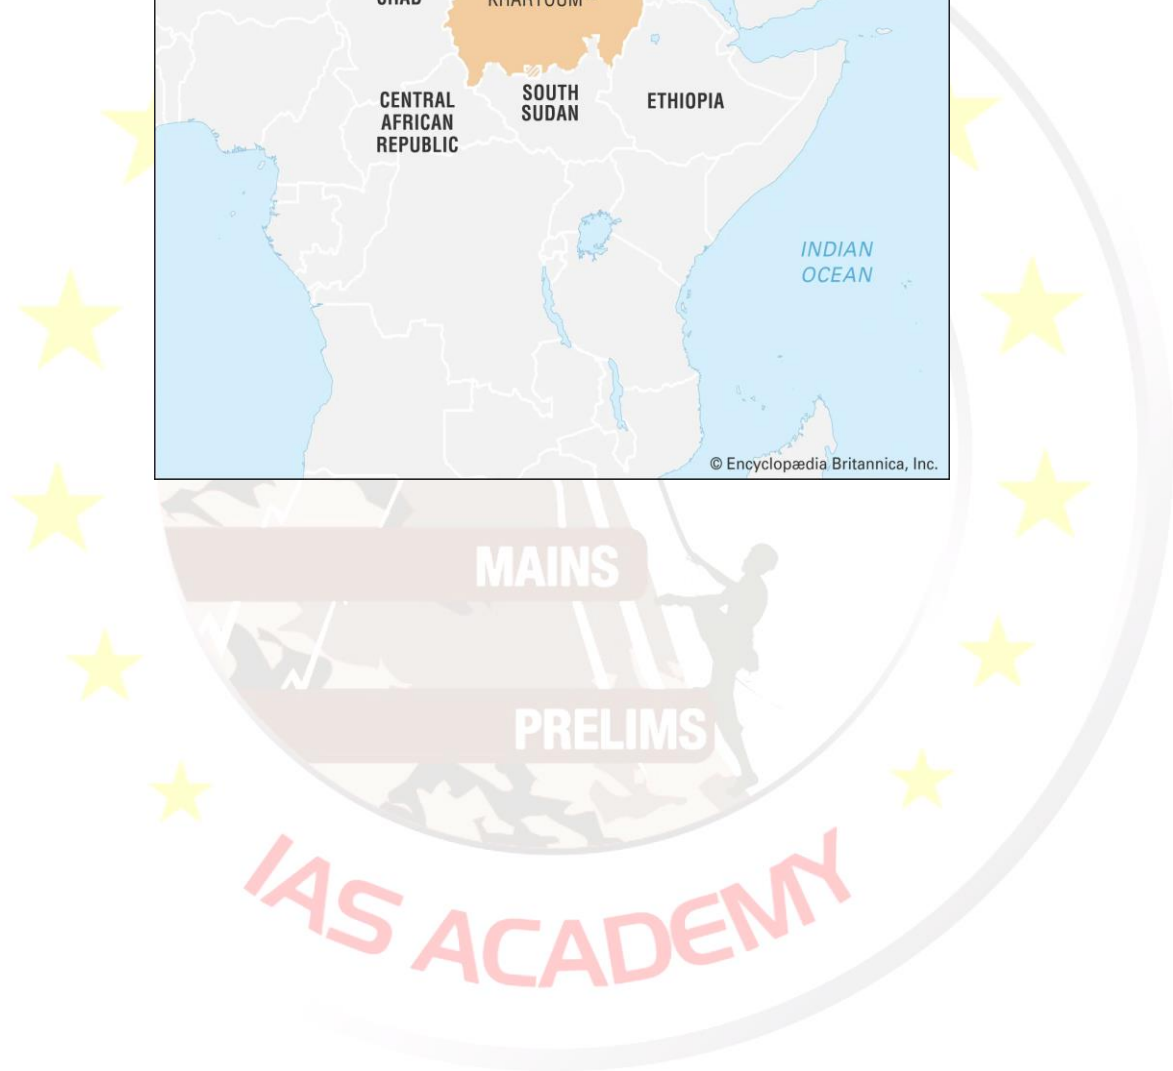 CENTRAL
AFRICAN
REPUBLIC
SOUTH
SUDAN
ETHIOPIA
INDIAN
OCEAN
© Encyclopædia Britannica, Inc.
MAINS
PRELIMS
IAS ACADEMY